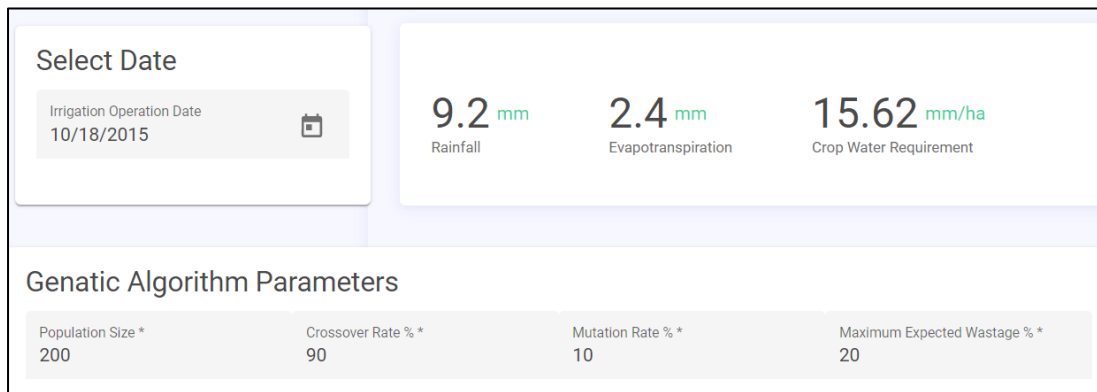 Select Date
Irrigation Operation Date
10/18/2015
9.2 mm
Rainfall
2.4 mm
Evapotranspiration
15.62 mm/ha
Crop Water Requirement
Genatic Algorithm Parameters
Population Size *
200
Crossover Rate % *
90
Mutation Rate % *
10
Maximum Expected Wastage % *
20